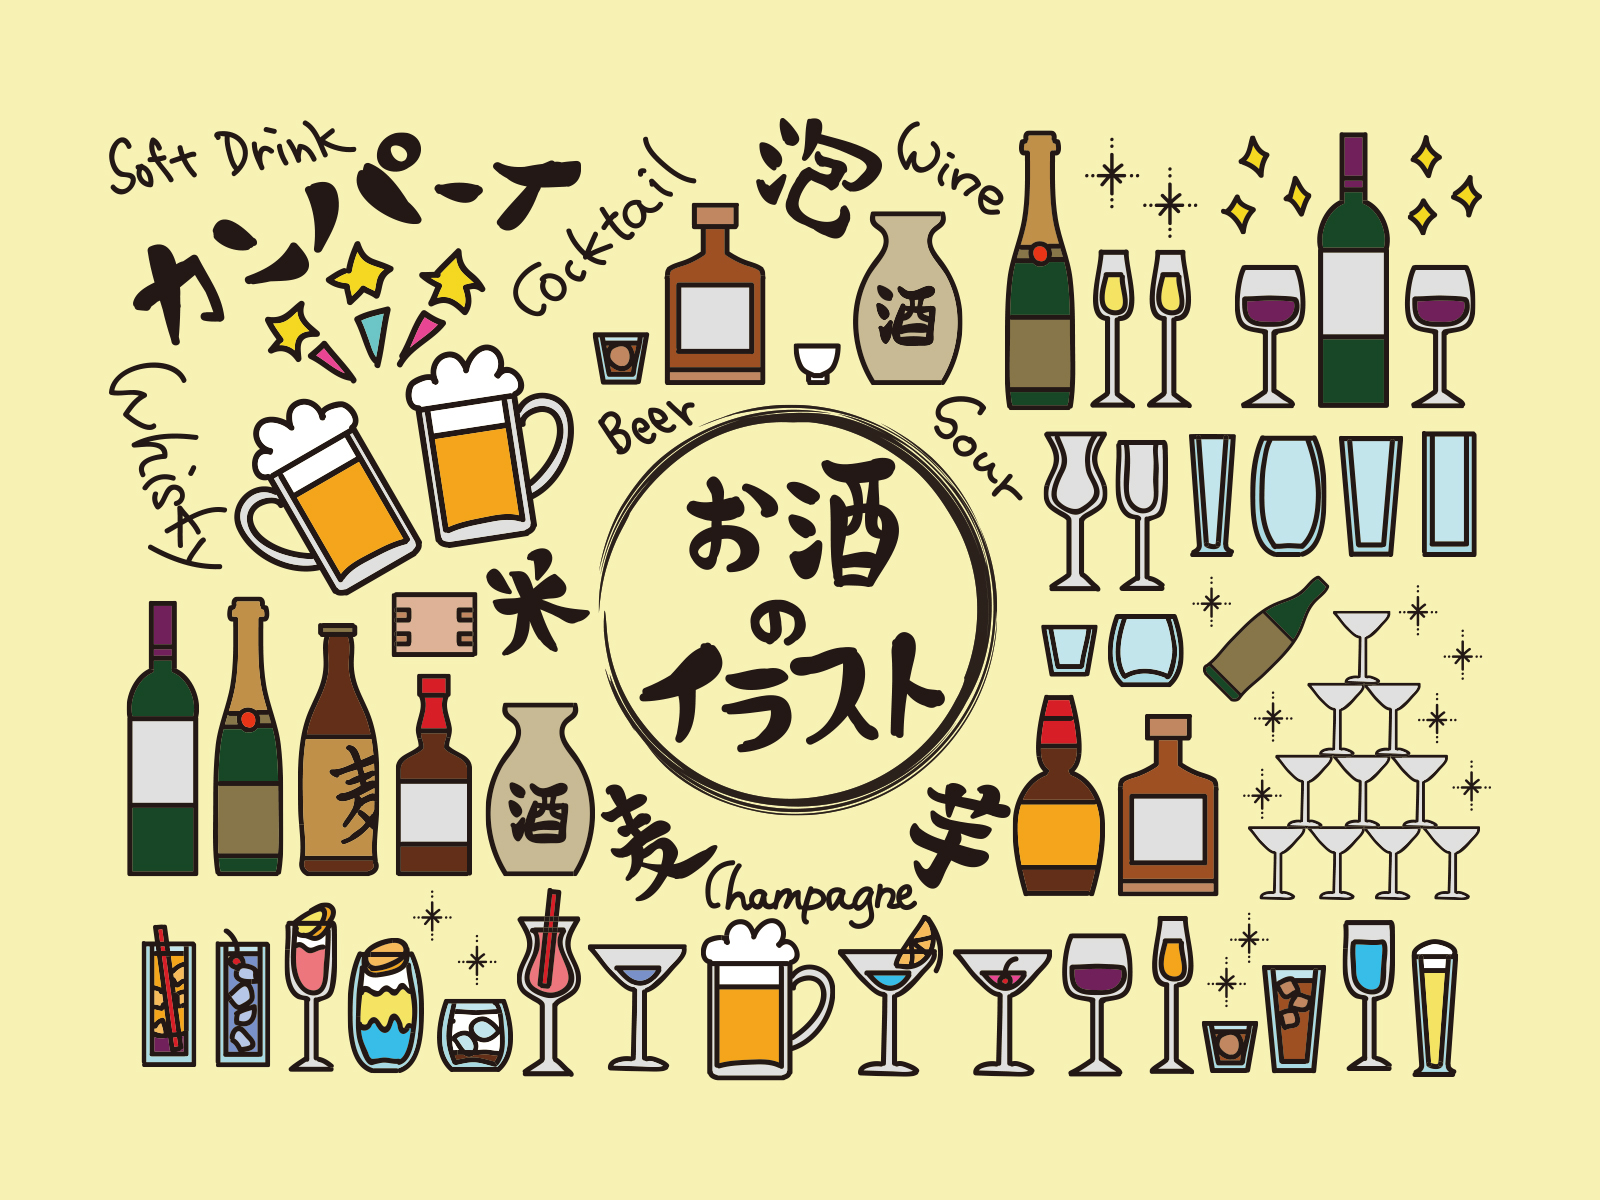 Soft Drink
カンパーイ
Cocktail
泡
Wine
酒
Whisky
Beer
Sour
お酒
の
イラスト
米
麦
酒
麦
芋
Champagne